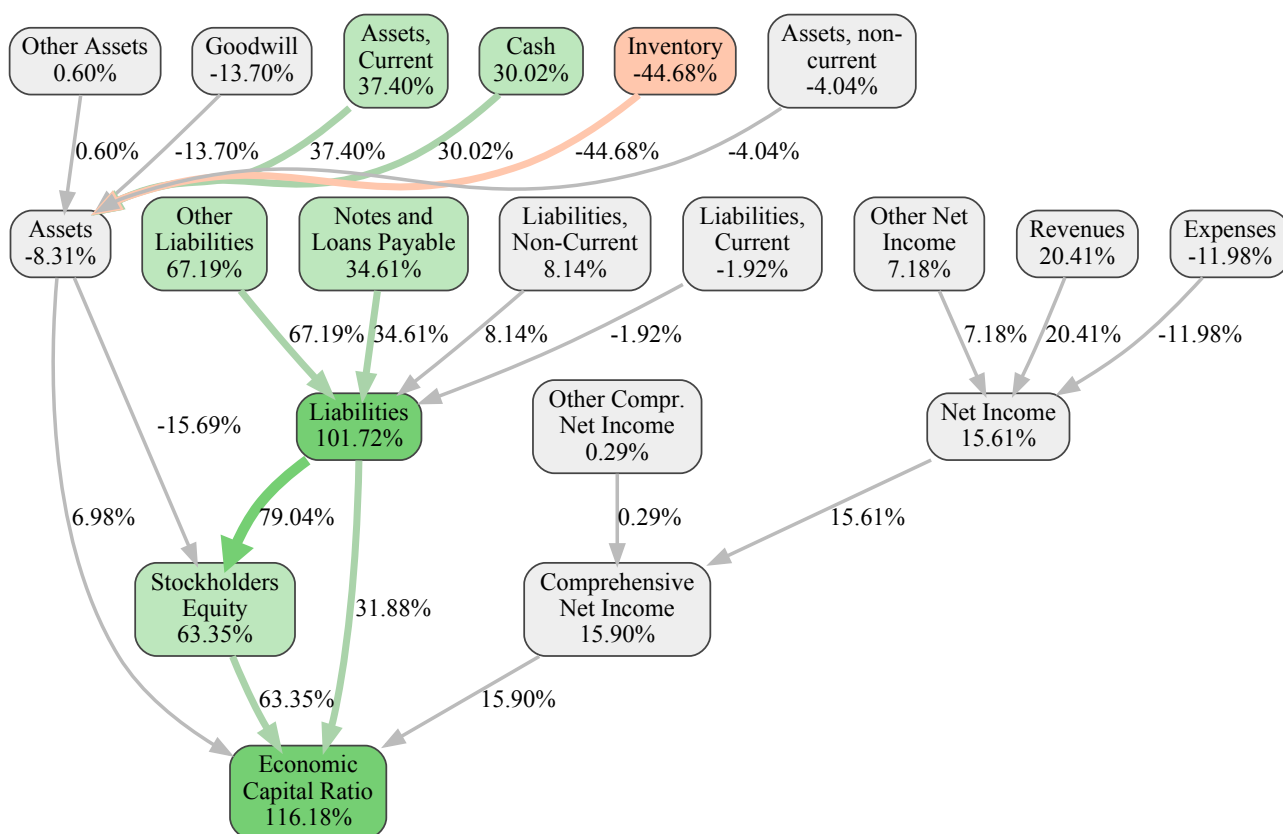 Other Assets
0.60%
Goodwill
-13.70%
Assets,
Current
37.40%
Cash
30.02%
Inventory
-44.68%
Assets, non-
current
-4.04%
0.60%
-13.70%
37.40%
30.02%
-44.68%
-4.04%
Assets
-8.31%
Other
Liabilities
67.19%
Notes and
Loans Payable
34.61%
Liabilities,
Non-Current
8.14%
Liabilities,
Current
-1.92%
Other Net
Income
7.18%
Revenues
20.41%
Expenses
-11.98%
67.19%
34.61%
8.14%
-1.92%
7.18%
20.41%
-11.98%
-15.69%
Liabilities
101.72%
Other Compr.
Net Income
0.29%
Net Income
15.61%
6.98%
79.04%
0.29%
15.61%
Stockholders
Equity
63.35%
31.88%
Comprehensive
Net Income
15.90%
63.35%
15.90%
Economic
Capital Ratio
116.18%